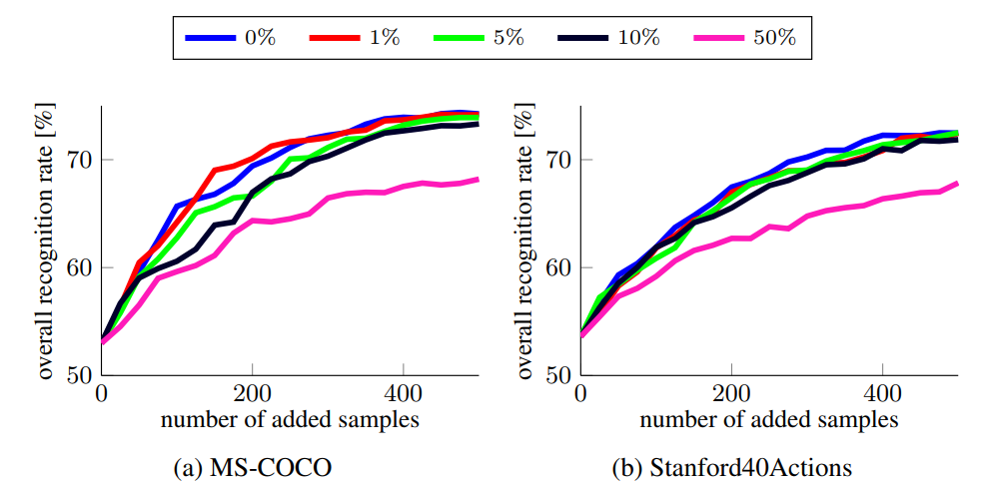 0% 1% 5% 10% 50%
overall recognition rate [%]
70
60
50
0 200 400
number of added samples
(a) MS-COCO
overall recognition rate [%]
70
60
50
0 200 400
number of added samples
(b) Stanford40Actions